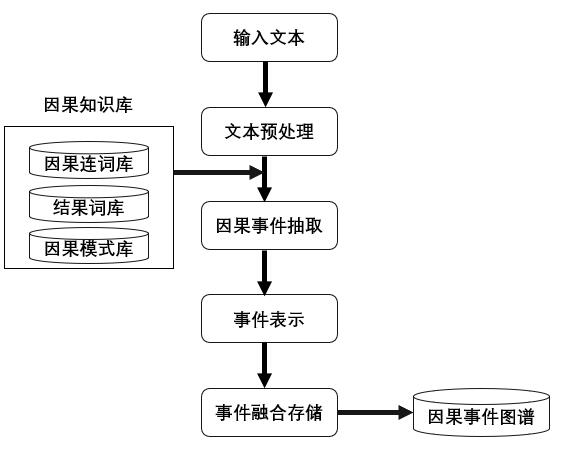 输入文本
因果知识库
文本预处理
因果连词库
结果词库
因果模式库
因果事件抽取
事件表示
事件融合存储
因果事件图谱